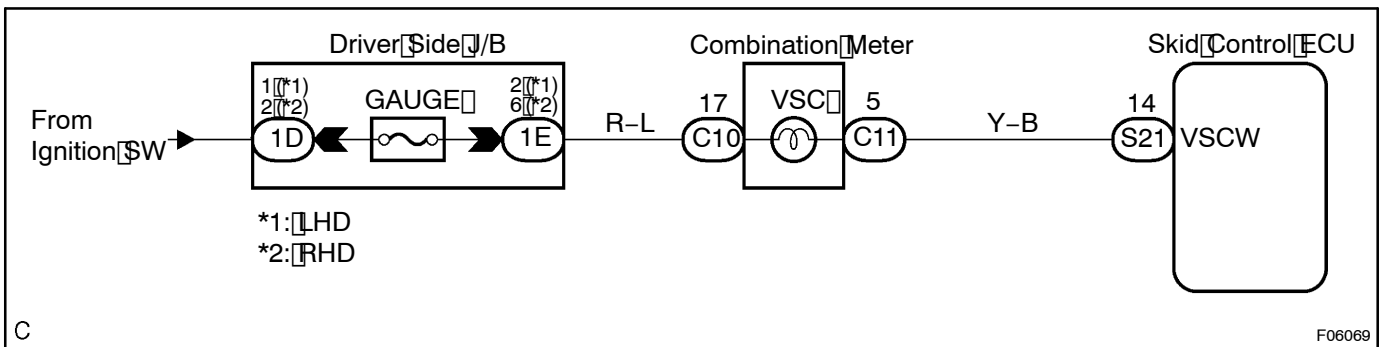 Driver Side J/B
Combination Meter
Skid Control ECU
1 (*1)
2 (*2)
GAUGE
2 (*1)
6 (*2)
17
VSC
5
14
From
Ignition SW
1D
1E
R–L
C10
C11
Y–B
S21
VSCW
*1: LHD
*2: RHD
C
F06069